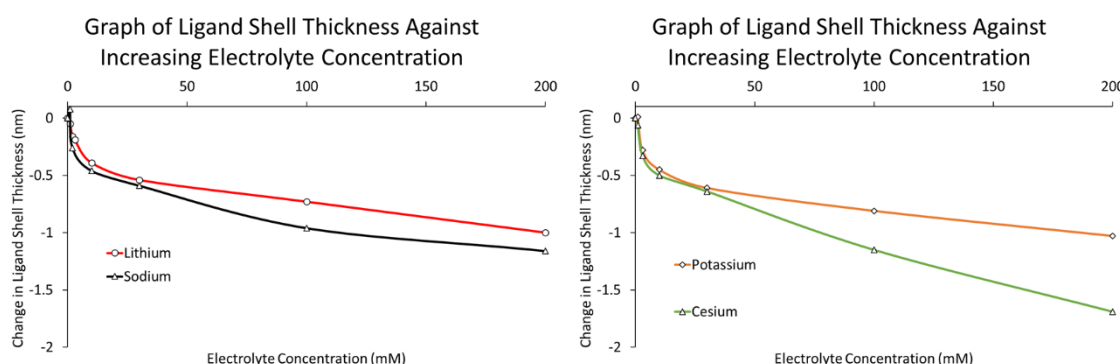 Graph of Ligand Shell Thickness Against
Increasing Electrolyte Concentration
0
50
100
150
200
Change in Ligand Shell Thickness (nm)
0
-0.5
-1
-1.5
-2
Lithium
Sodium
Electrolyte Concentration (mM)
Graph of Ligand Shell Thickness Against
Increasing Electrolyte Concentration
0
50
100
150
200
Change in Ligand Shell Thickness (nm)
0
-0.5
-1
-1.5
-2
Potassium
Cesium
Electrolyte Concentration (mM)